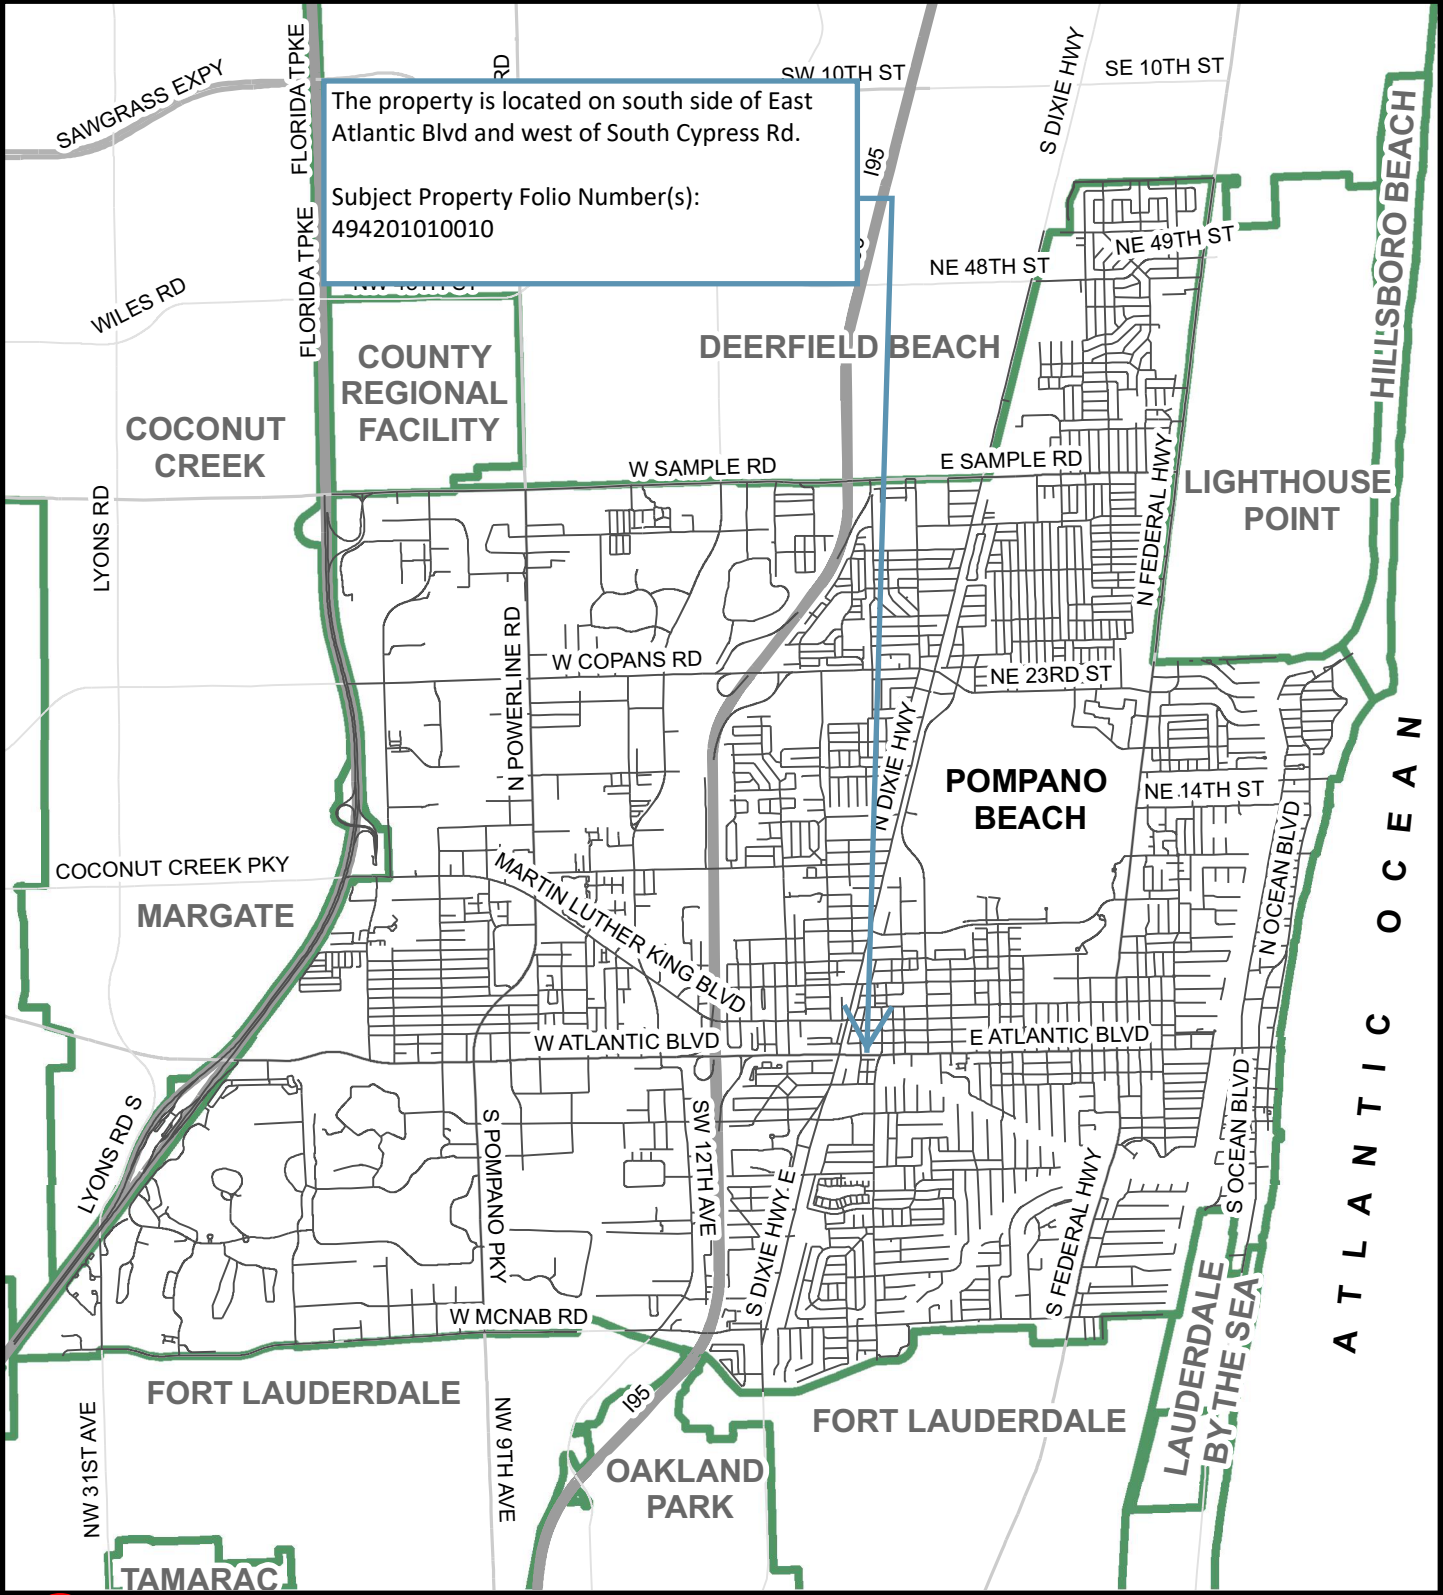 The property is located on south side of East
Atlantic Blvd and west of South Cypress Rd.
Subject Property Folio Number(s):
494201010010
SAWGRASS EXPY
FLORIDA TPKE
RD
SW 10TH ST
SE 10TH ST
S DIXIE HWY
I95
HILLSBORO BEACH
FLORIDA TPKE
WILES RD
NE 48TH ST
NE 49TH ST
COUNTY
REGIONAL
FACILITY
DEERFIELD BEACH
COCONUT
CREEK
LYONS RD
W SAMPLE RD
E SAMPLE RD
N FEDERAL HWY
LIGHTHOUSE
POINT
N POWERLINE RD
W COPANS RD
NE 23RD ST
N DIXIE HWY
POMPANO
BEACH
NE 14TH ST
N OCEAN BLVD
ATLANTIC OCEAN
COCONUT CREEK PKY
MARGATE
MARTIN LUTHER KING BLVD
W ATLANTIC BLVD
E ATLANTIC BLVD
LYONS RD S
S POMPANO PKY
SW 12TH AVE
S DIXIE HWY E
S FEDERAL HWY
S OCEAN BLVD
W MCNAB RD
FORT LAUDERDALE
LAUDERDALE
BY THE SEA
NW 31ST AVE
NW 9TH AVE
I95
FORT LAUDERDALE
OAKLAND
PARK
TAMARAC